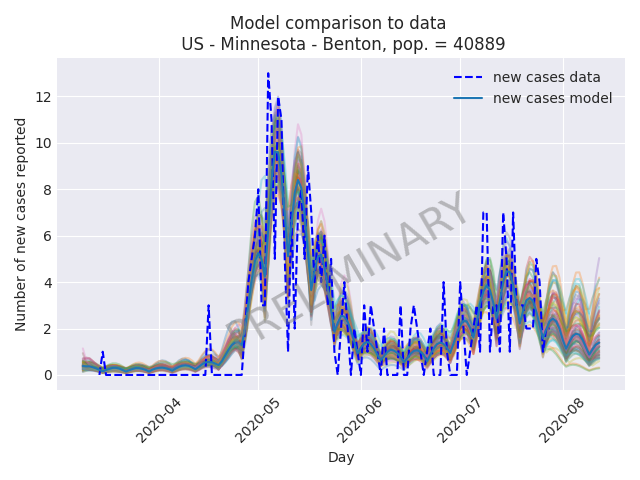 Model comparison to data
US - Minnesota - Benton, pop. = 40889
new cases data
new cases model
PRELIMINARY
Number of new cases reported
12
10
8
6
4
2
0
2020-04
2020-05
2020-06
2020-07
2020-08
Day